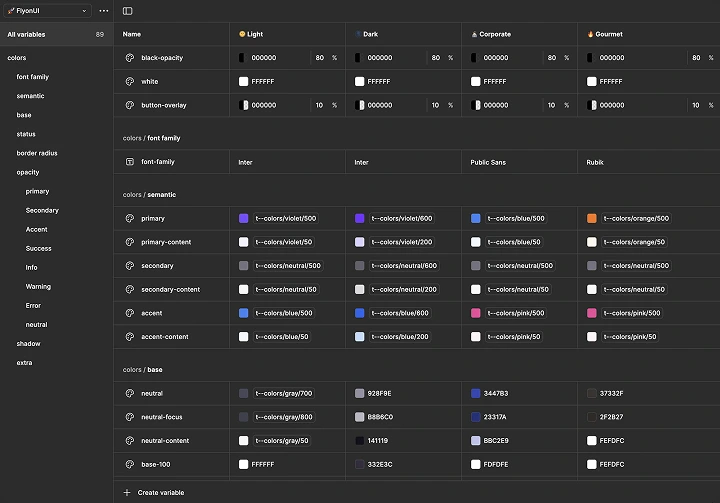 FlyonUI
All variables 89
colors
font family
semantic
base
status
border radius
opacity
primary
Secondary
Accent
Success
Info
Warning
Error
neutral
shadow
extra
Name Light Dark Corporate Gourmet
black-opacity 000000 80 % 000000 80 % 000000 80 % 000000 80 %
white FFFFFF FFFFFF FFFFFF FFFFFF
button-overlay 000000 10 % 000000 10 % 000000 10 % 000000 10 %
colors / font family
font-family Inter Inter Public Sans Rubik
colors / semantic
primary t--colors/violet/500 t--colors/violet/600 t--colors/blue/500 t--colors/orange/500
primary-content t--colors/violet/50 t--colors/violet/200 t--colors/blue/50 t--colors/orange/50
secondary t--colors/neutral/500 t--colors/neutral/600 t--colors/neutral/500 t--colors/neutral/500
secondary-content t--colors/neutral/50 t--colors/neutral/200 t--colors/neutral/50 t--colors/neutral/50
accent t--colors/blue/500 t--colors/blue/600 t--colors/pink/500 t--colors/pink/500
accent-content t--colors/blue/50 t--colors/blue/200 t--colors/pink/50 t--colors/pink/50
colors / base
neutral t--colors/gray/700 928F9E 3447B3 37332F
neutral-focus t--colors/gray/800 B8B6C0 23317A 2F2B27
neutral-content t--colors/gray/50 141119 BBC2E9 FEFDFC
base-100 FFFFFF 332E3C FDFDFE FEFDFC
Create variable